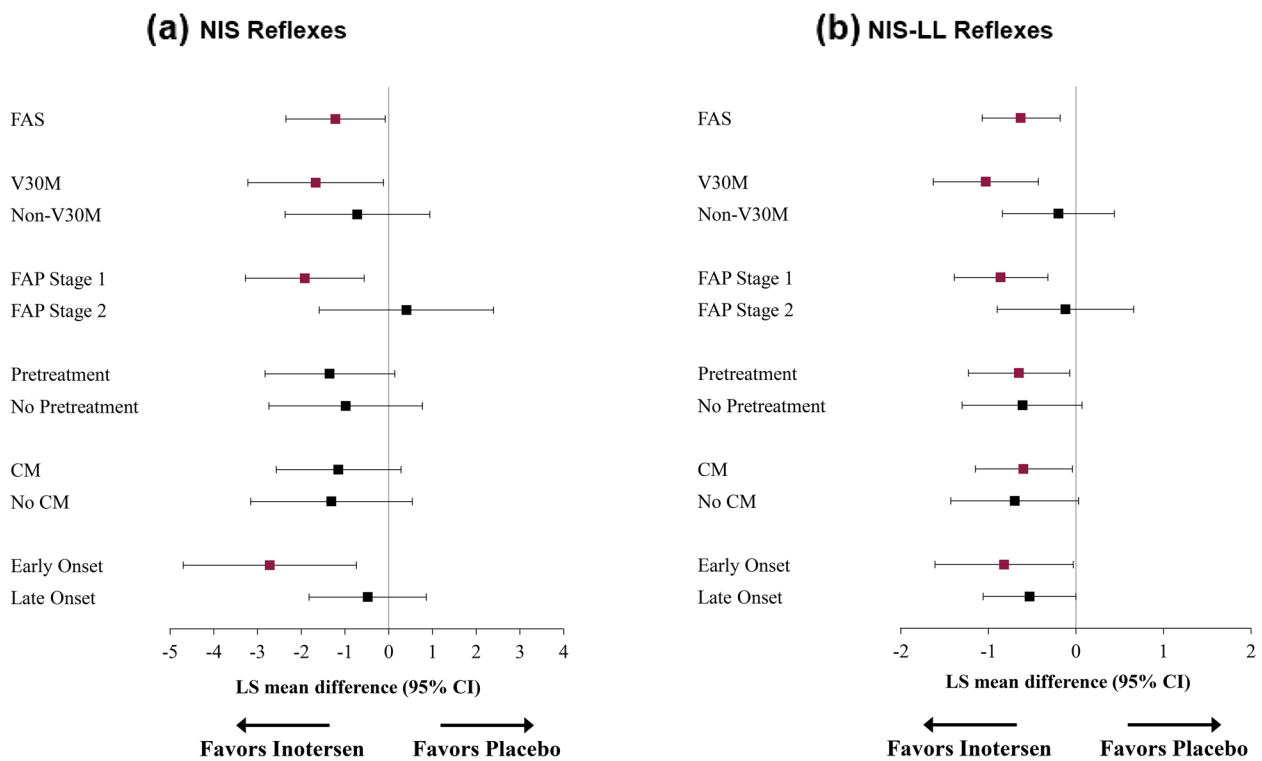 (a) NIS Reflexes
FAS
V30M
Non-V30M
FAP Stage 1
FAP Stage 2
Pretreatment
No Pretreatment
CM
No CM
Early Onset
Late Onset
-5 -4 -3 -2 -1 0 1 2 3 4
LS mean difference (95% CI)
Favors Inotersen Favors Placebo
(b) NIS-LL Reflexes
FAS
V30M
Non-V30M
FAP Stage 1
FAP Stage 2
Pretreatment
No Pretreatment
CM
No CM
Early Onset
Late Onset
-2 -1 0 1 2
LS mean difference (95% CI)
Favors Inotersen Favors Placebo